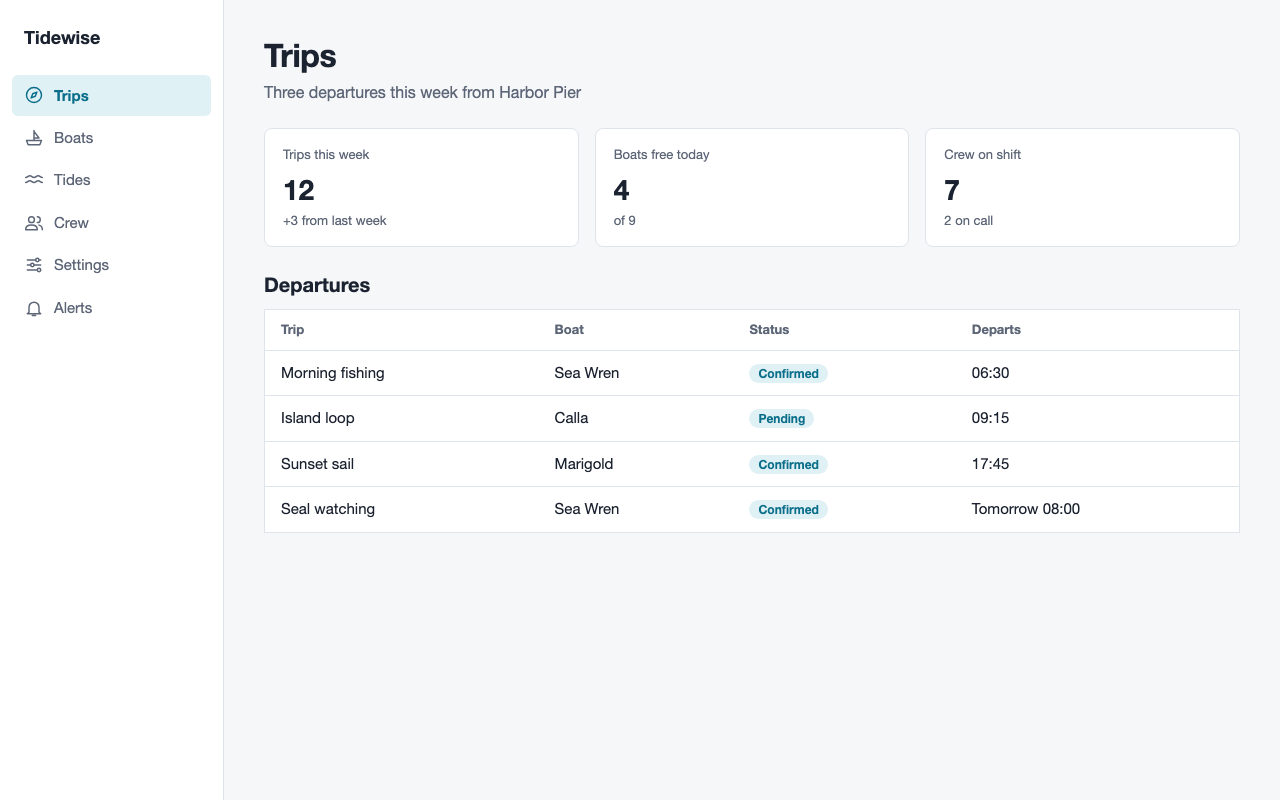 Tidewise
Trips
Boats
Tides
Crew
Settings
Alerts
Trips
Three departures this week from Harbor Pier
Trips this week
12
+3 from last week
Boats free today
4
of 9
Crew on shift
7
2 on call
Departures
Trip Boat Status Departs
Morning fishing Sea Wren Confirmed 06:30
Island loop Calla Pending 09:15
Sunset sail Marigold Confirmed 17:45
Seal watching Sea Wren Confirmed Tomorrow 08:00